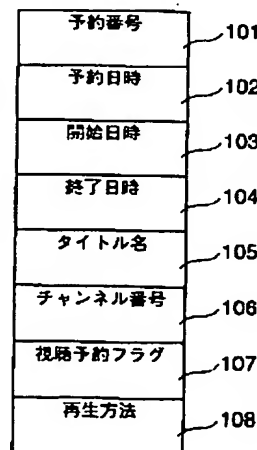 予約番号 101
予約日時 102
開始日時 103
終了日時 104
タイトル名 105
チャンネル番号 106
視聴予約フラグ 107
再生方法 108